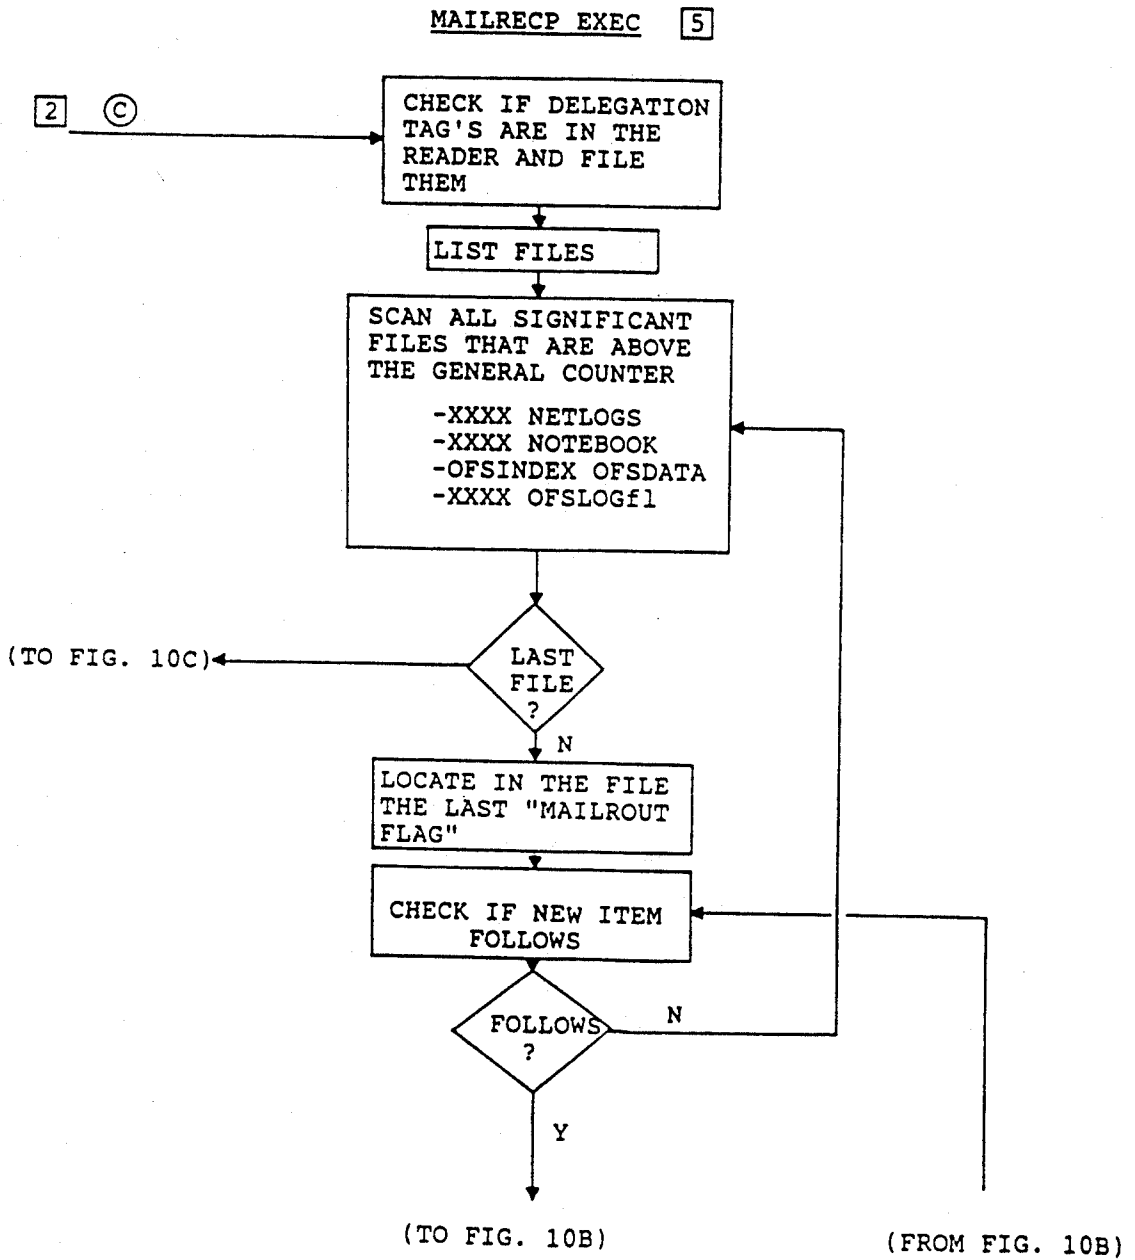 MAILRECP EXEC 5
2 C
CHECK IF DELEGATION
TAG'S ARE IN THE
READER AND FILE
THEM
LIST FILES
SCAN ALL SIGNIFICANT
FILES THAT ARE ABOVE
THE GENERAL COUNTER
-XXXX NETLOGS
-XXXX NOTEBOOK
-OFSINDEX OFSDATA
-XXXX OFSLOGfl
(TO FIG. 10C)
LAST
FILE
?
N
LOCATE IN THE FILE
THE LAST "MAILROUT
FLAG"
CHECK IF NEW ITEM
FOLLOWS
FOLLOWS
?
N
Y
(TO FIG. 10B)
(FROM FIG. 10B)